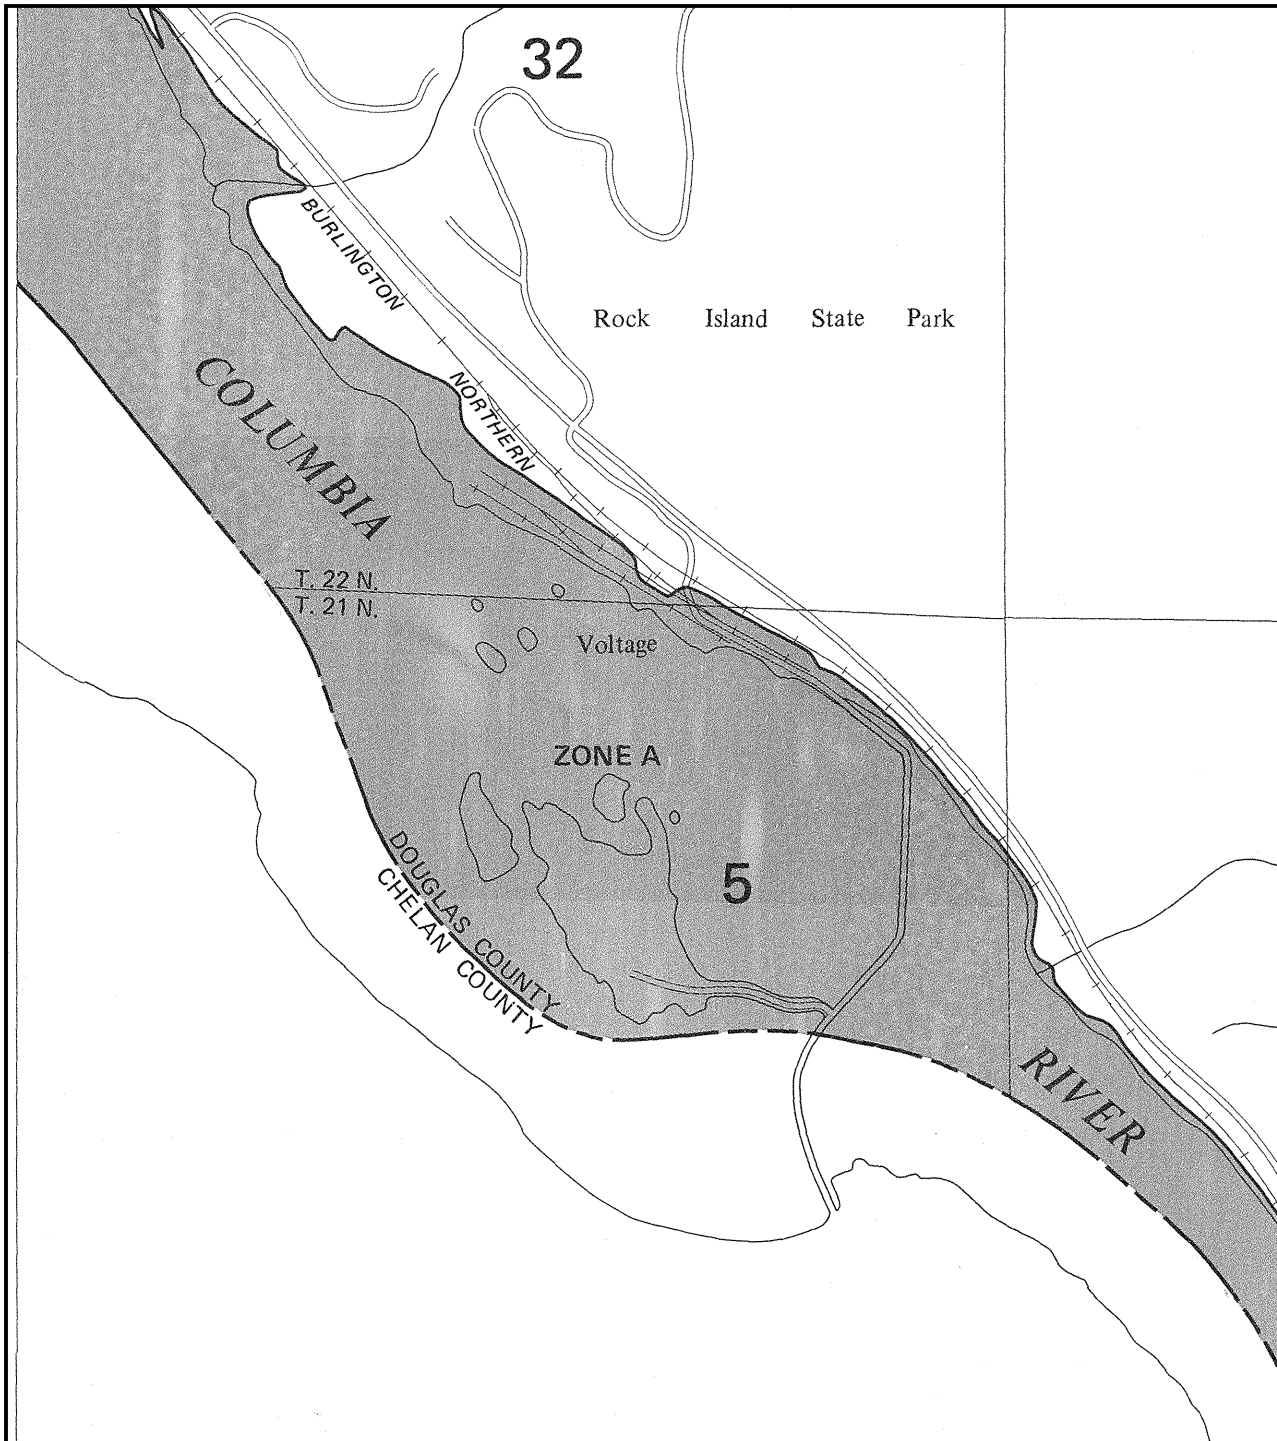 32
BURLINGTON
Rock Island State Park
NORTHERN
COLUMBIA
T. 22 N.
T. 21 N.
Voltage
ZONE A
5
DOUGLAS COUNTY
CHELAN COUNTY
RIVER